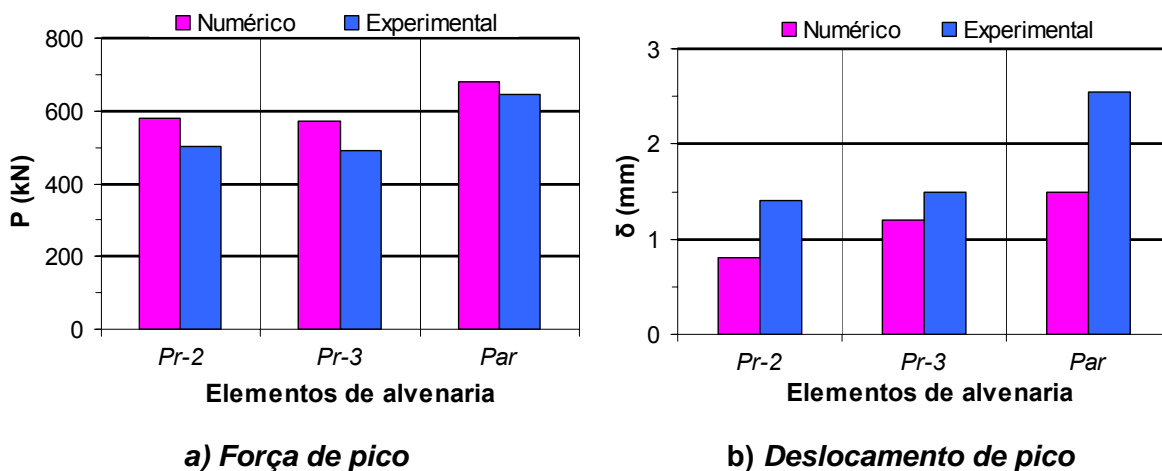 Numérico Experimental
800
600
400
200
0
P (kN)
Pr-2 Pr-3 Par
Elementos de alvenaria
a) Força de pico
Numérico Experimental
3
2
1
0
δ (mm)
Pr-2 Pr-3 Par
Elementos de alvenaria
b) Deslocamento de pico